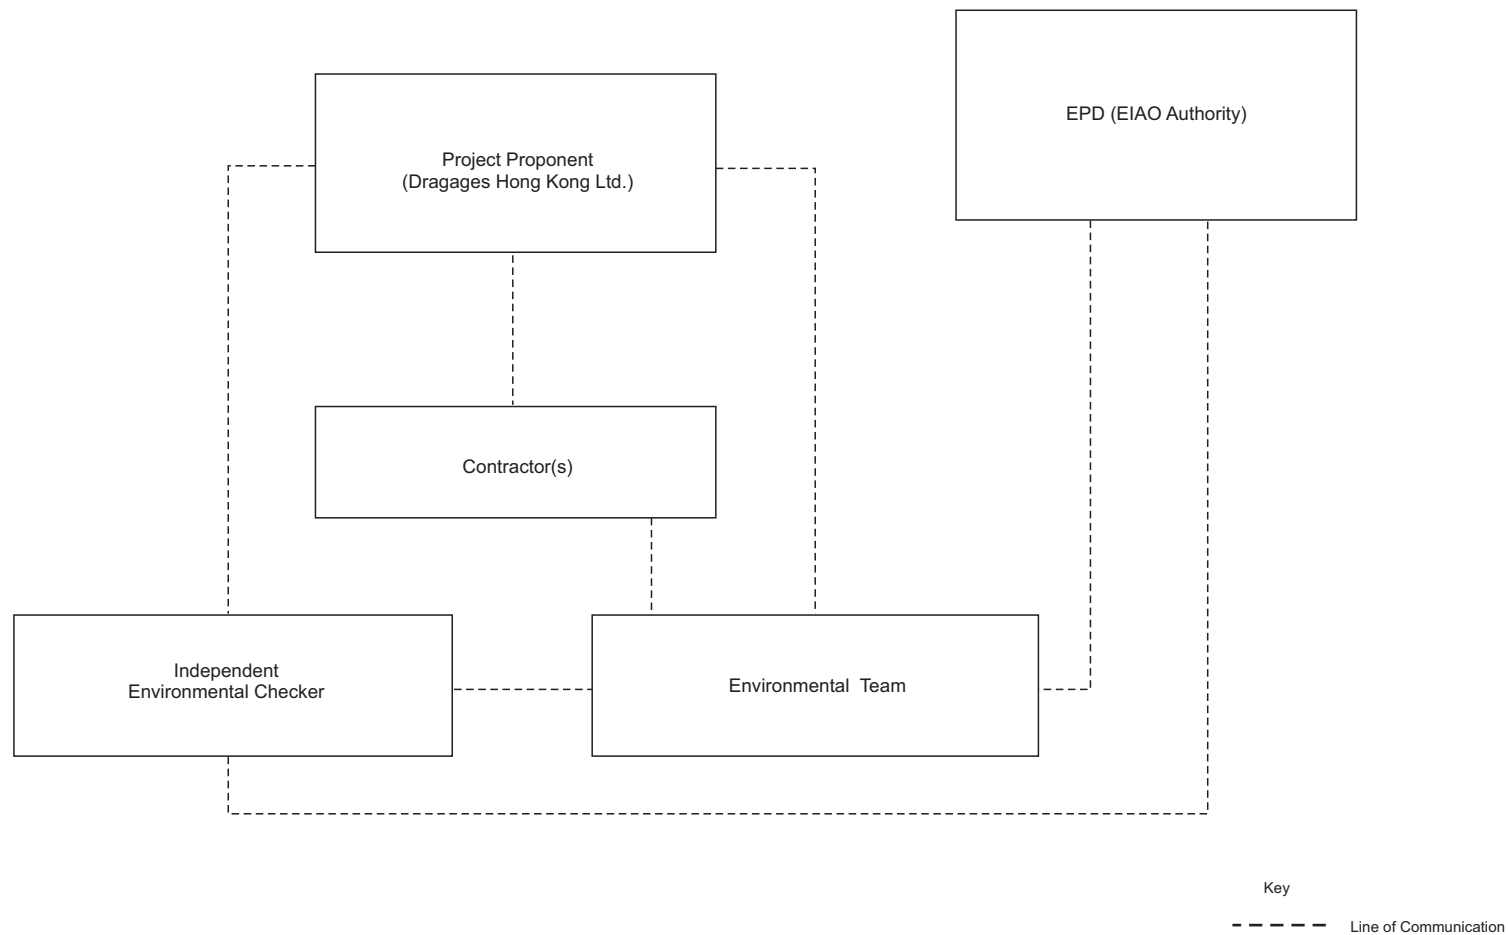 EPD (EIAO Authority)
Project Proponent
(Dragages Hong Kong Ltd.)
Contractor(s)
Independent
Environmental Checker
Environmental Team
Key
Line of Communication